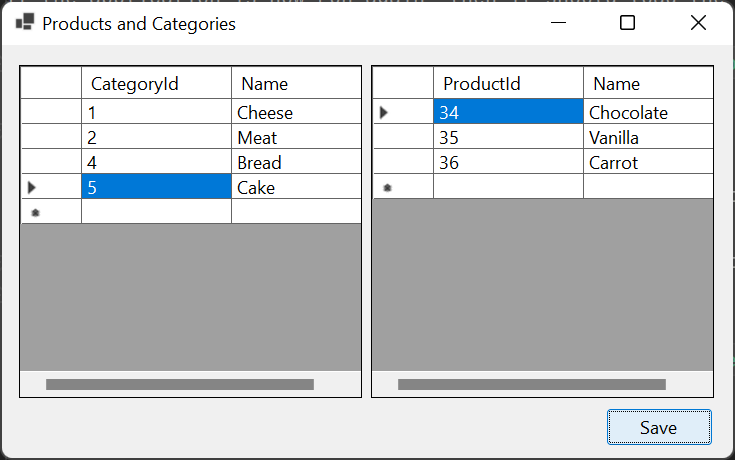 Products and Categories
CategoryId Name
1 Cheese
2 Meat
4 Bread
5 Cake
ProductId Name
34 Chocolate
35 Vanilla
36 Carrot
Save